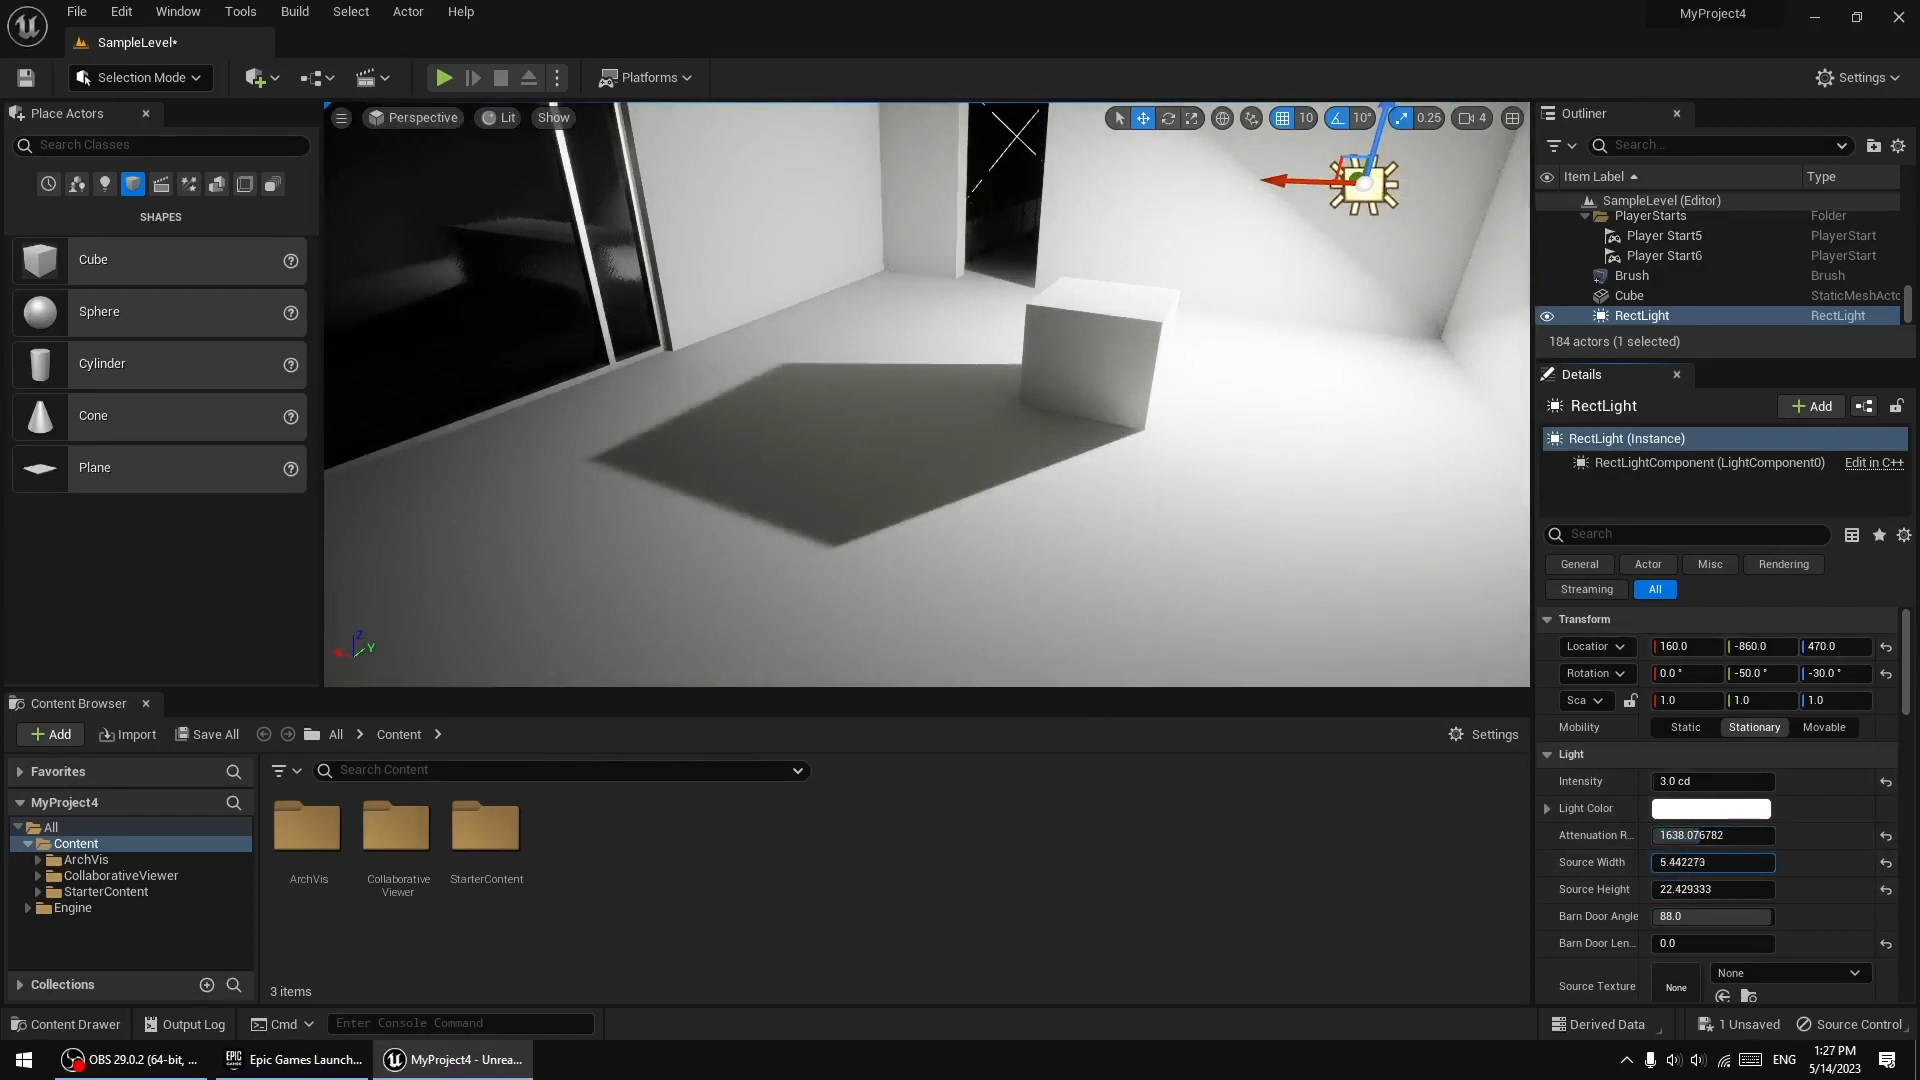 File Edit Window Tools Build Select Actor Help
MyProject4
SampleLevel*
Selection Mode
Platforms
Settings
Place Actors
Search Classes
SHAPES
Cube
Sphere
Cylinder
Cone
Plane
Perspective Lit Show
10 10° 0.25 4
Z
Y
Outliner
Search...
Item Label Type
SampleLevel (Editor)
PlayerStarts Folder
Player Start5 PlayerStart
Player Start6 PlayerStart
Brush Brush
Cube StaticMeshActo
RectLight RectLight
184 actors (1 selected)
Details
RectLight
Add
RectLight (Instance)
RectLightComponent (LightComponent0) Edit in C++
Search
General Actor Misc Rendering
Streaming All
Transform
Location 160.0 -860.0 470.0
Rotation 0.0 ° -50.0 ° -30.0 °
Sca 1.0 1.0 1.0
Mobility Static Stationary Movable
Light
Intensity 3.0 cd
Light Color
Attenuation R... 1638.076782
Source Width 5.442273
Source Height 22.429333
Barn Door Angle 88.0
Barn Door Len... 0.0
Source Texture None None
Content Browser
Add Import Save All All Content Settings
Favorites
Search Content
MyProject4
All
Content
ArchVis
CollaborativeViewer
StarterContent
Engine
Collections
ArchVis
Collaborative
Viewer
StarterContent
3 items
Content Drawer Output Log Cmd Enter Console Command
Derived Data 1 Unsaved Source Control
OBS 29.0.2 (64-bit, ...
EPIC
GAMES
Epic Games Launch...
MyProject4 - Unrea...
ENG
1:27 PM
5/14/2023